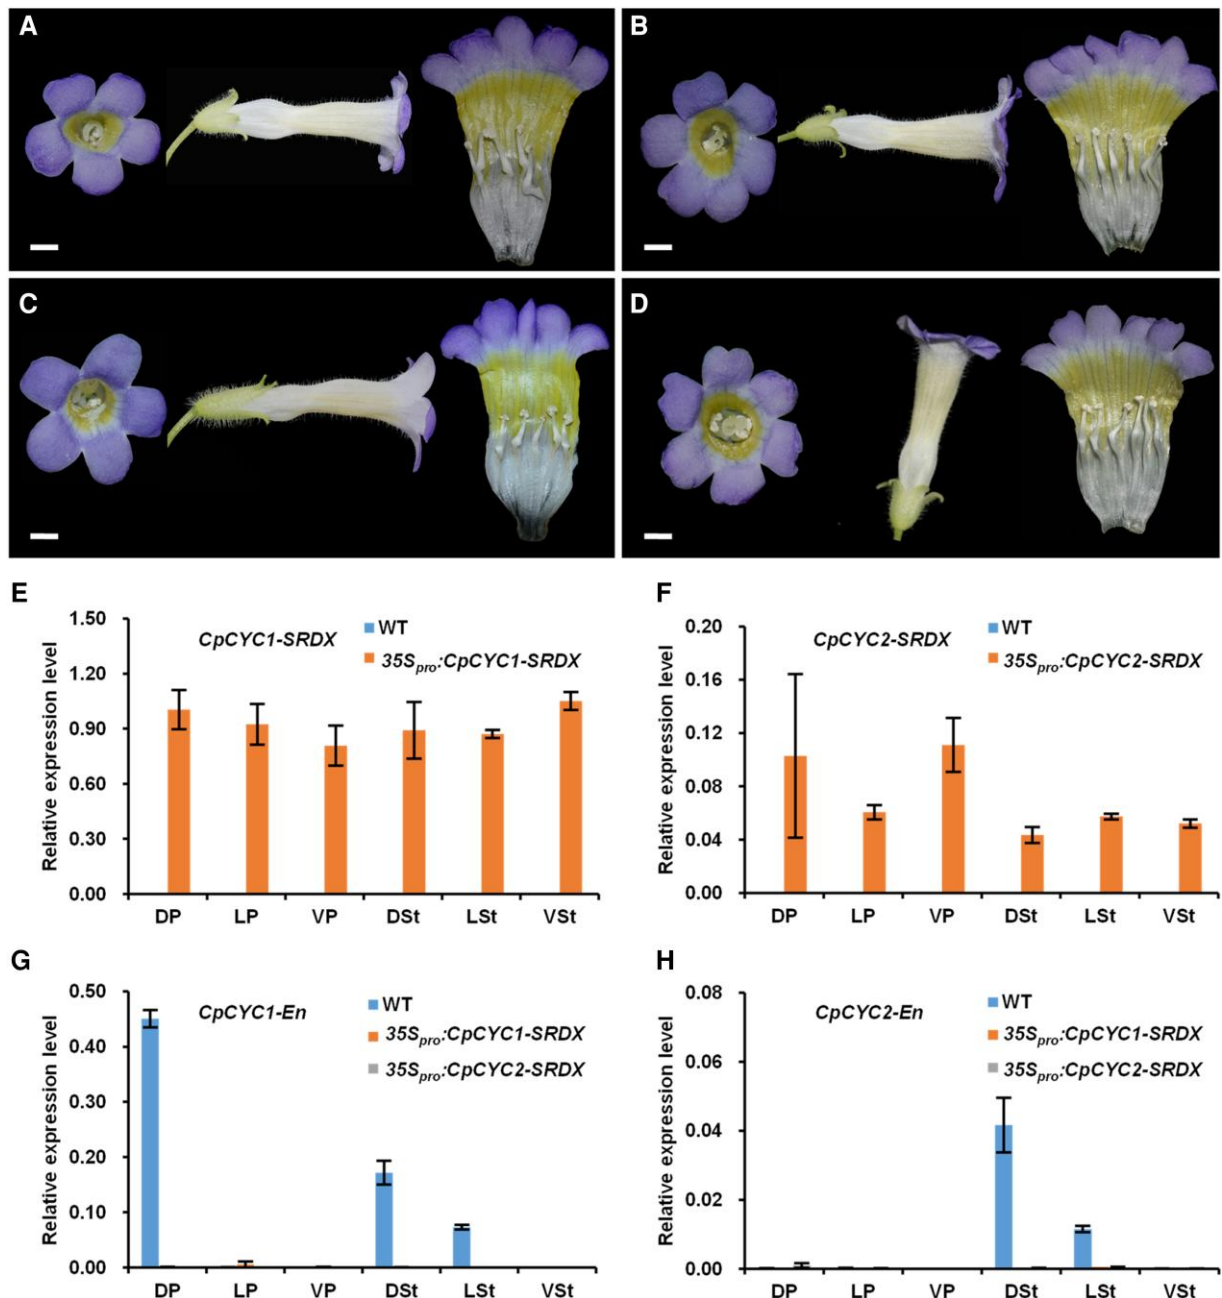 A
B
C
D
E
CpCYC1-SRDX
WT
35Spro:CpCYC1-SRDX
Relative expression level
1.50
1.20
0.90
0.60
0.30
0.00
DP LP VP DSt LSt VSt
F
CpCYC2-SRDX
WT
35Spro:CpCYC2-SRDX
Relative expression level
0.20
0.16
0.12
0.08
0.04
0.00
DP LP VP DSt LSt VSt
G
CpCYC1-En
WT
35Spro:CpCYC1-SRDX
35Spro:CpCYC2-SRDX
Relative expression level
0.50
0.40
0.30
0.20
0.10
0.00
DP LP VP DSt LSt VSt
H
CpCYC2-En
WT
35Spro:CpCYC1-SRDX
35Spro:CpCYC2-SRDX
Relative expression level
0.08
0.06
0.04
0.02
0.00
DP LP VP DSt LSt VSt